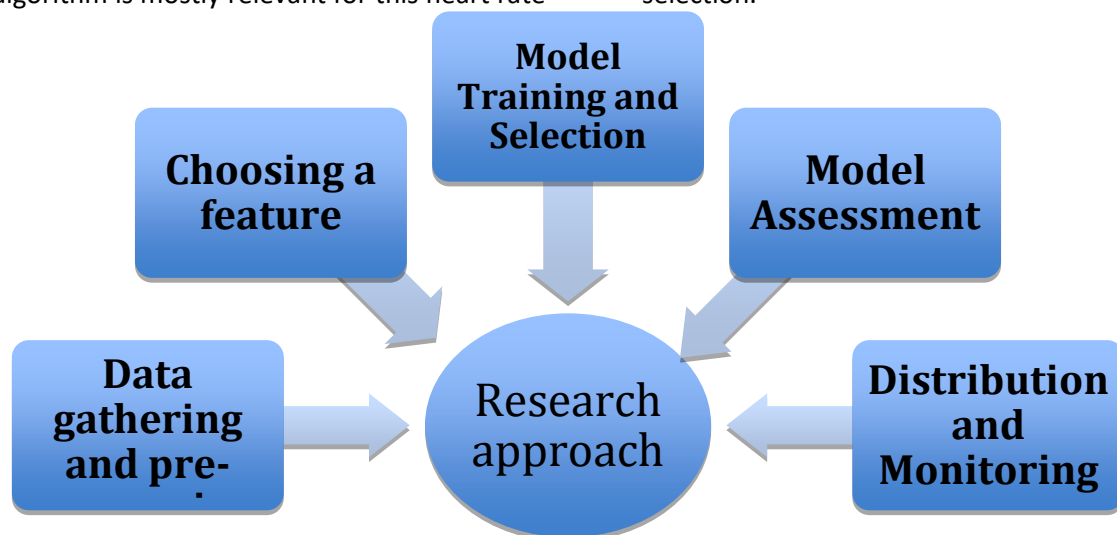 algorithm is mostly relevant for this heart rate selection.
Model
Training and
Selection
Choosing a
feature
Model
Assessment
Data
gathering
and pre-
Research
approach
Distribution
and
Monitoring